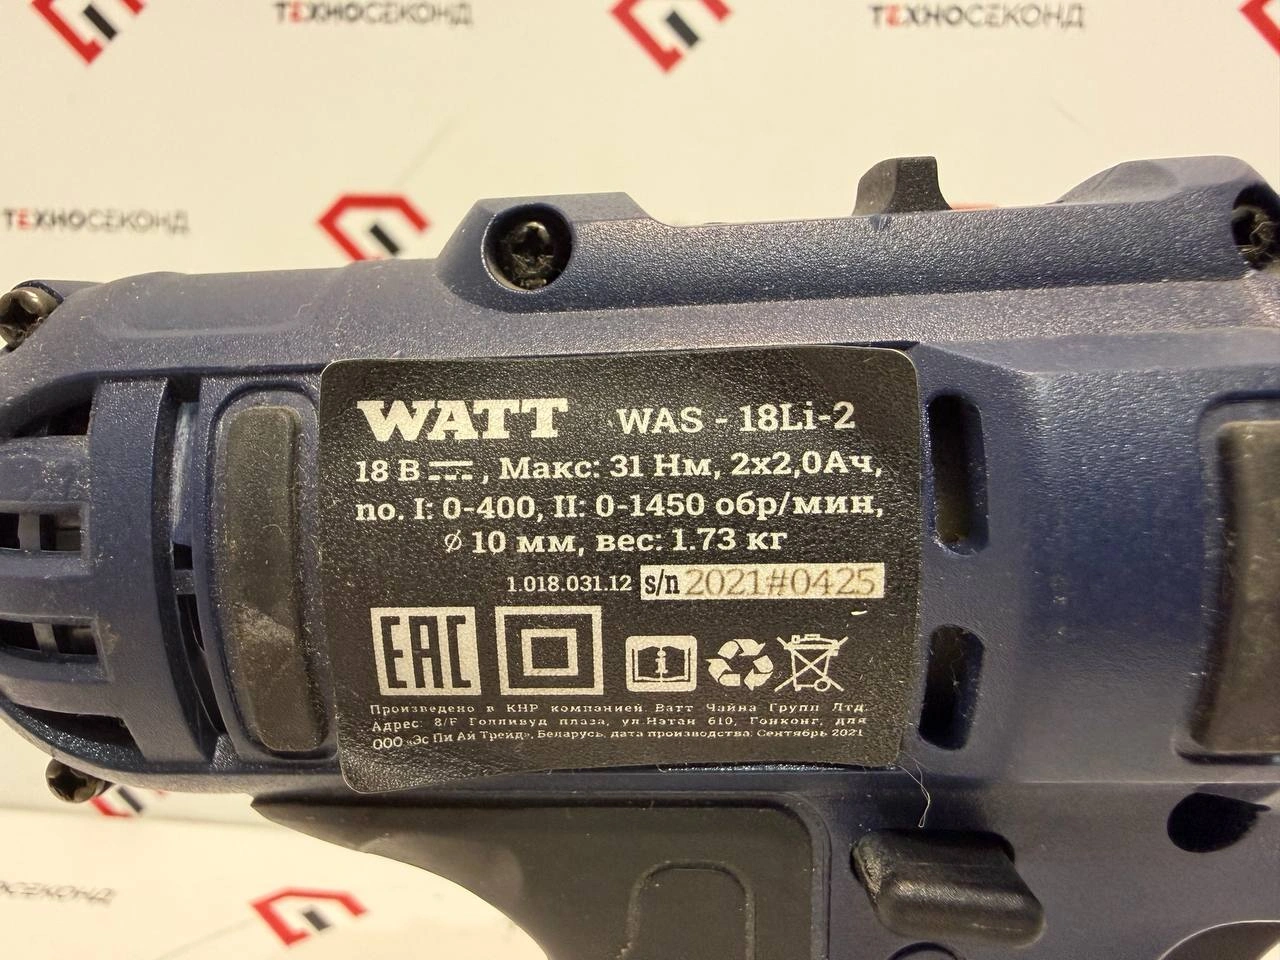 ТЕХНОСЕКОНД
ТЕХНОСЕКОНД
ТЕХНОСЕКОНД
WATT WAS - 18Li-2
18 В, Макс: 31 Нм, 2x2,0Ач,
no. I: 0-400, II: 0-1450 обр/мин,
⌀ 10 мм, вес: 1.73 кг
1.018.031.12 s/n 2021#0425
EAC
Произведено в КНР компанией Ватт Чайна Групп Лтд.
Адрес: 8/F Голливуд плаза, ул.Натан 610, Гонконг, для
ООО «Эс Пи Ай Трейд», Беларусь, дата производства: Сентябрь 2021